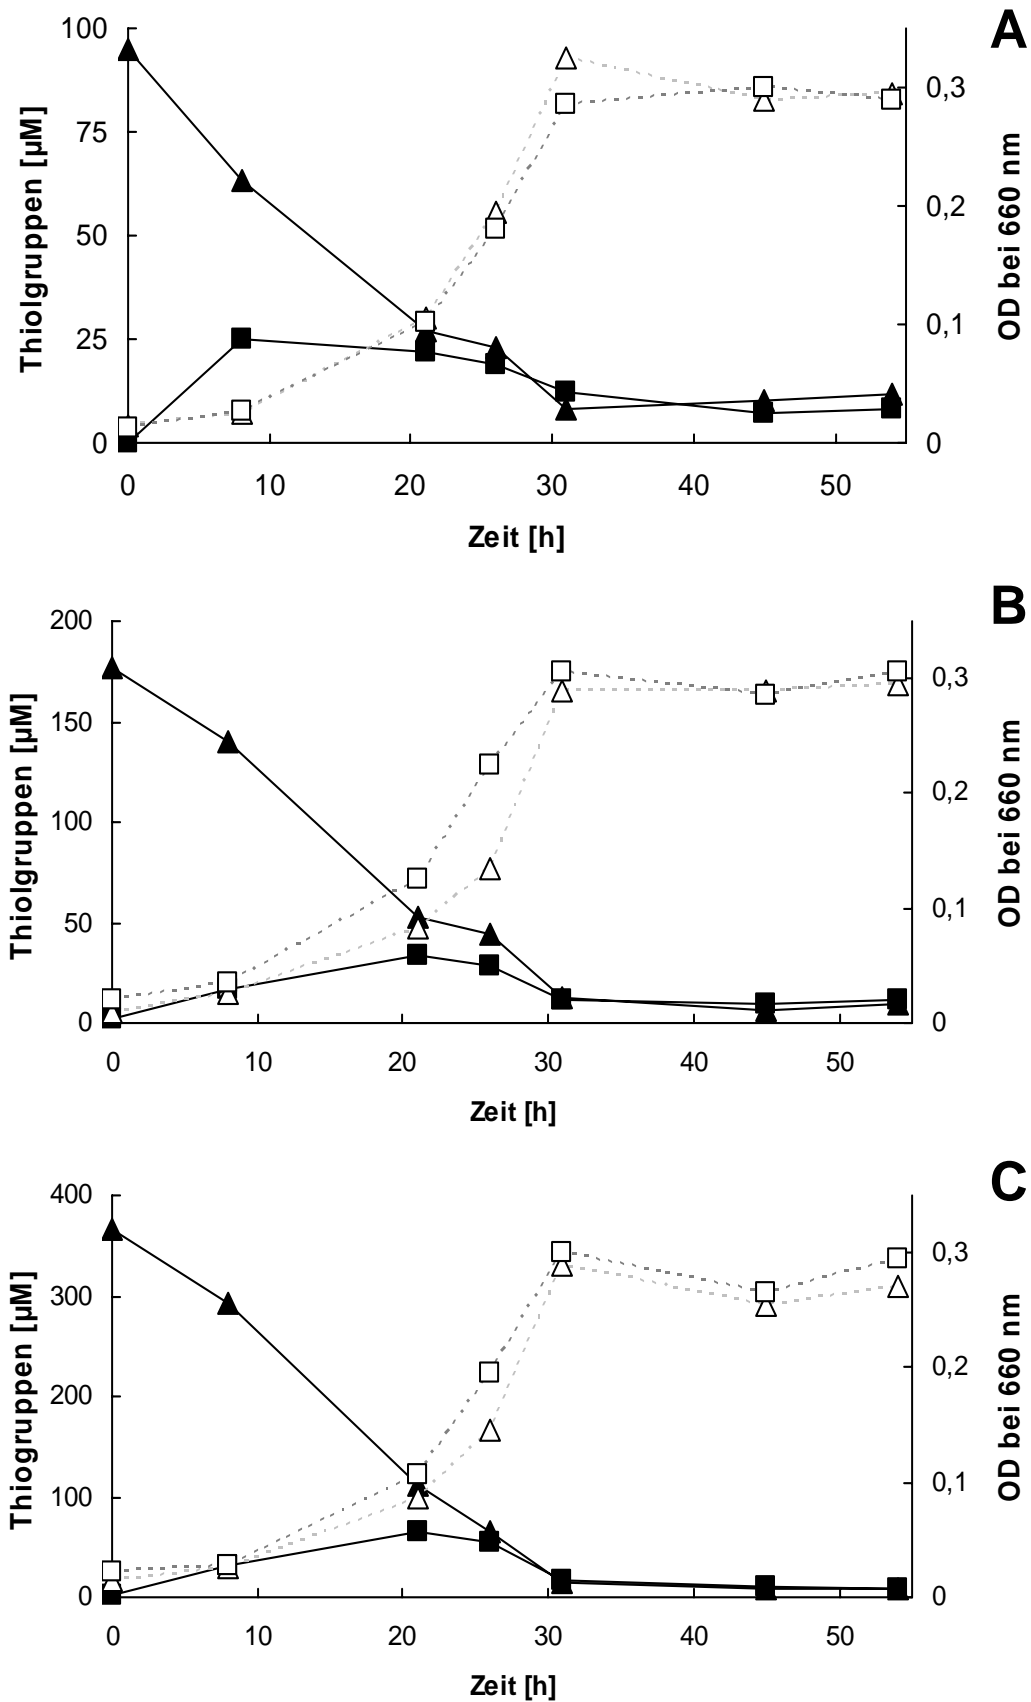 A
100
75
50
25
0
Thiolgruppen [µM]
0,3
0,2
0,1
0
OD bei 660 nm
0 10 20 30 40 50
Zeit [h]
B
200
150
100
50
0
Thiolgruppen [µM]
0,3
0,2
0,1
0
OD bei 660 nm
0 10 20 30 40 50
Zeit [h]
C
400
300
200
100
0
Thiogruppen [µM]
0,3
0,2
0,1
0
OD bei 660 nm
0 10 20 30 40 50
Zeit [h]